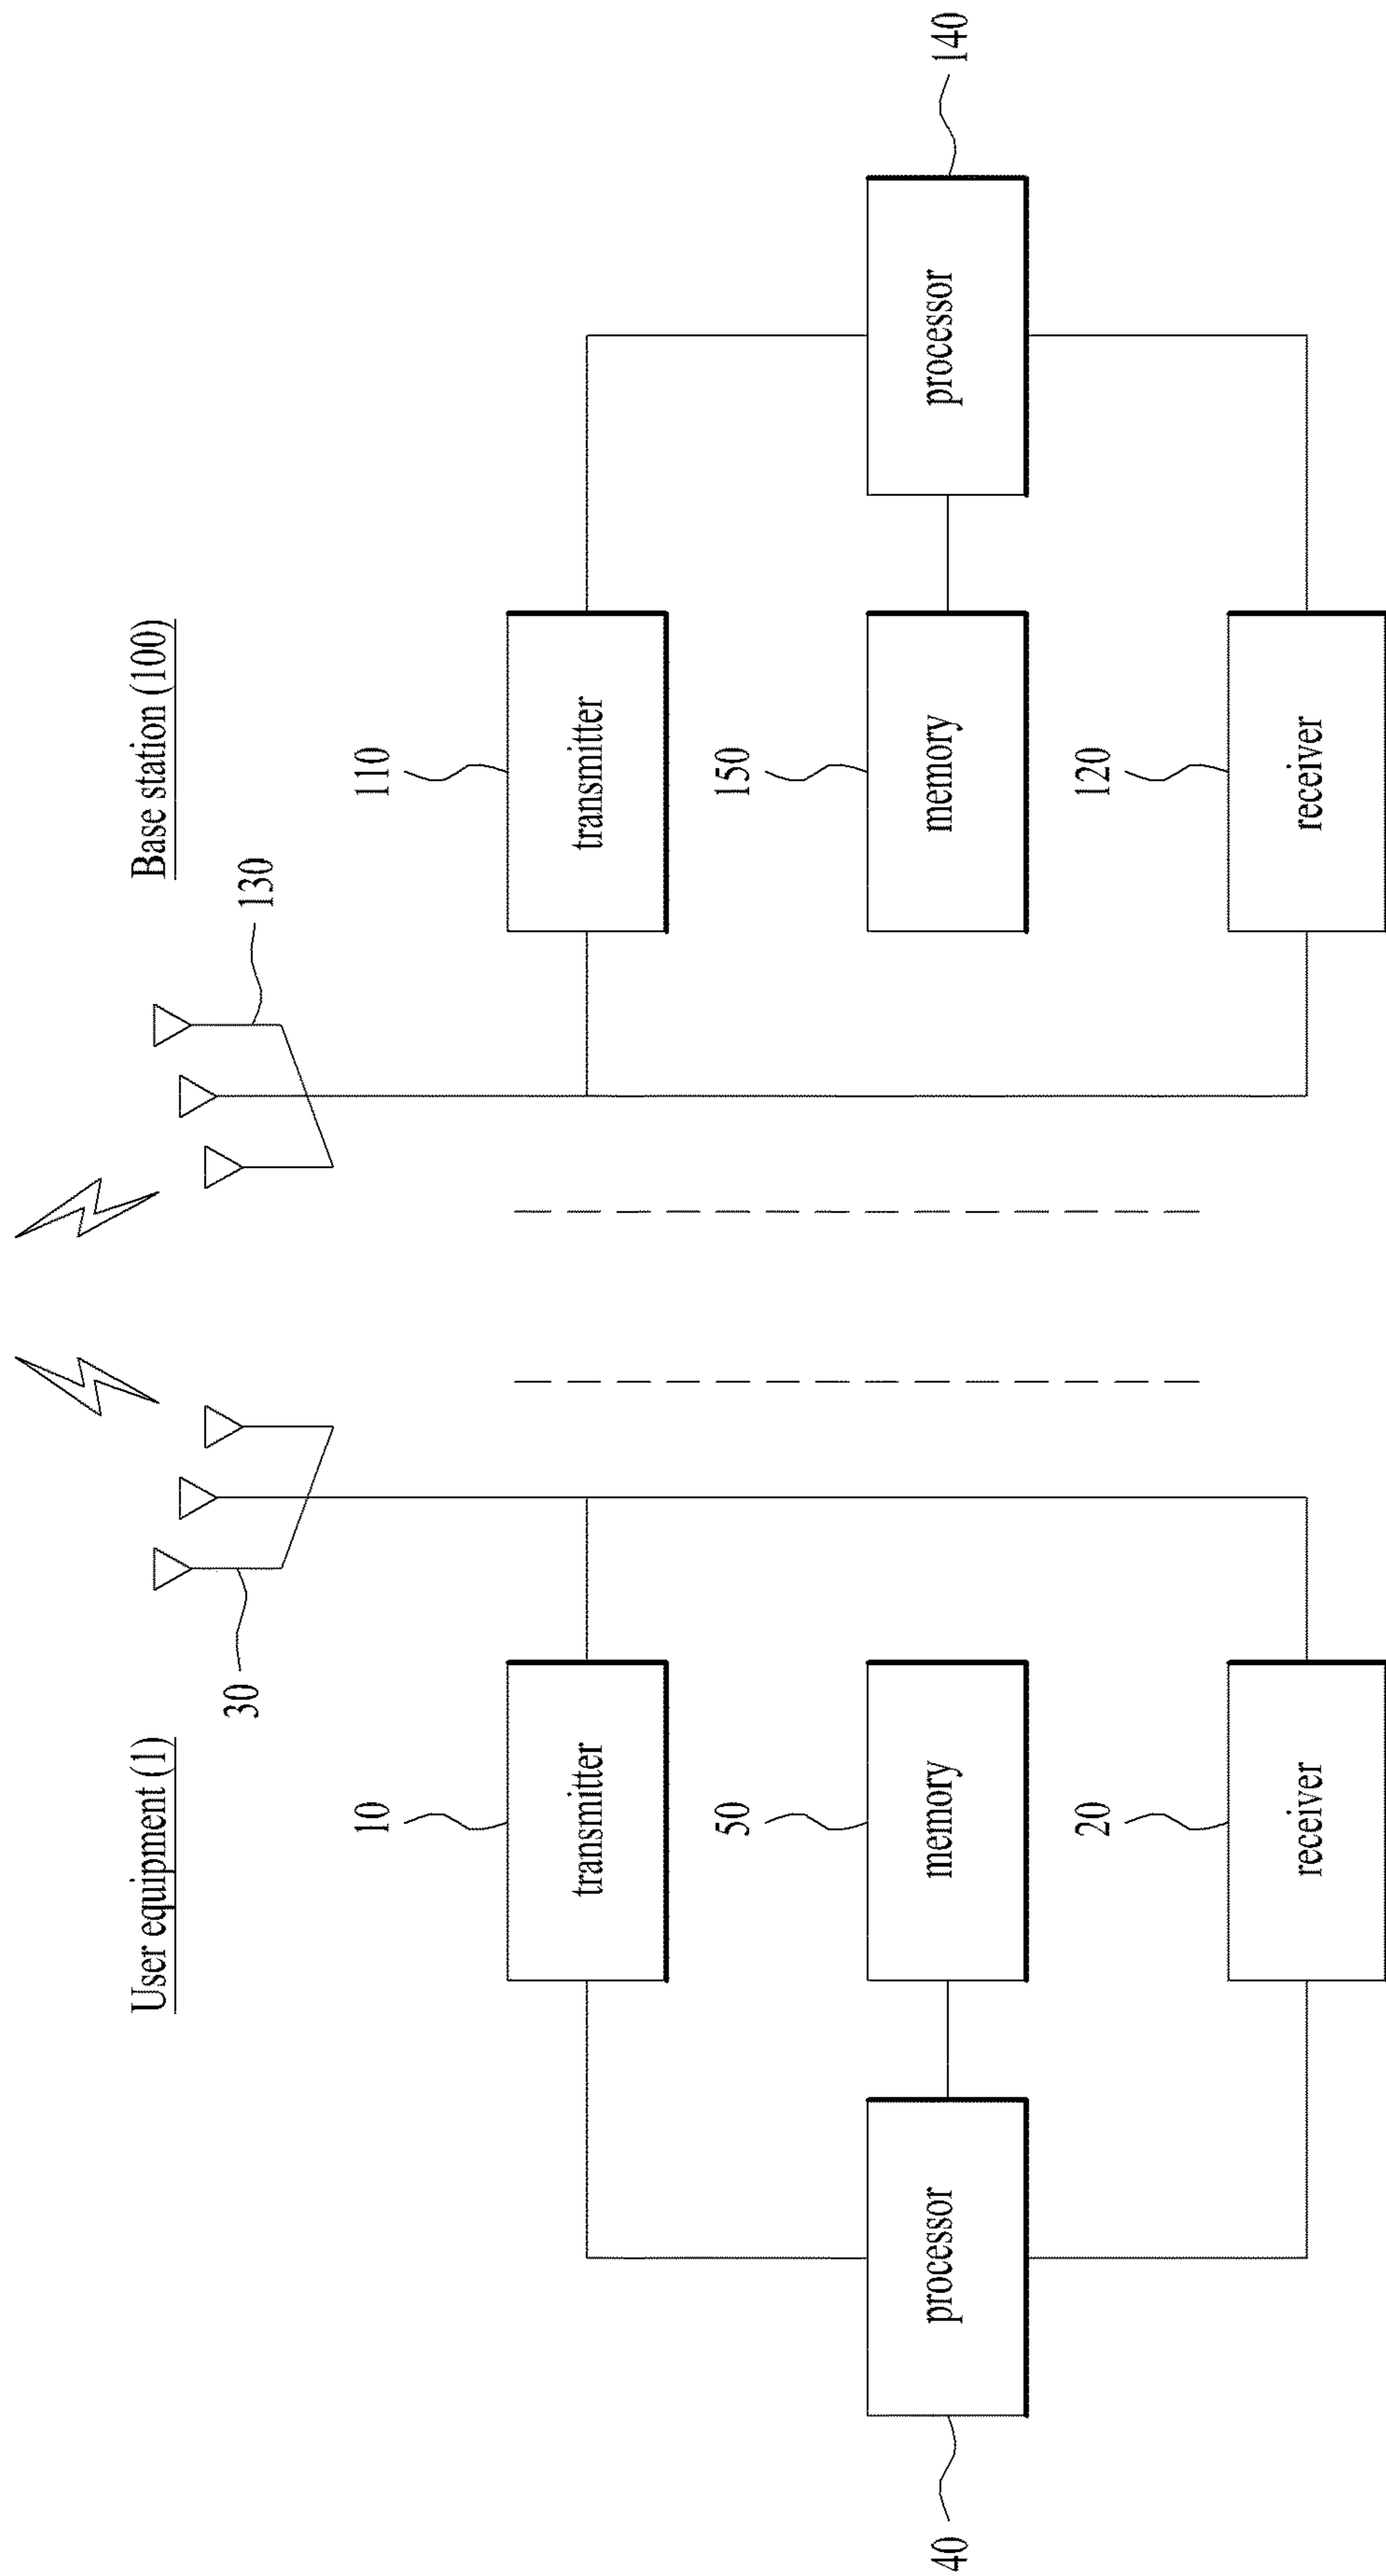 User equipment (1)
Base station (100)
30
130
10
transmitter
110
transmitter
40
processor
50
memory
150
memory
processor
140
20
receiver
120
receiver